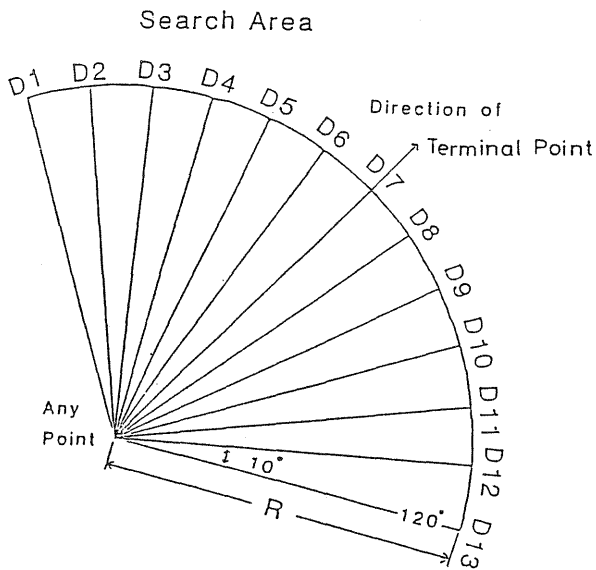 Search Area
D1
D2
D3
D4
D5
D6
Direction of
Terminal Point
D7
D8
D9
D10
D11
D12
D13
Any
Point
10°
120°
R